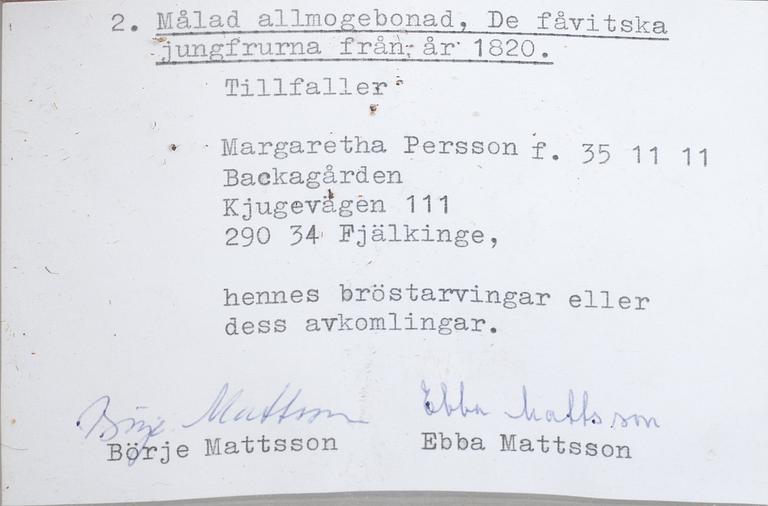 2. Målad allmogebonad, De fåvitska
jungfrurna från, år 1820.
Tillfaller
Margaretha Persson f. 35 11 11
Backagården
Kjugevägen 111
290 34 Fjälkinge,
hennes bröstarvingar eller
dess avkomlingar.
Börje Mattsson Ebba Mattsson
Börje Mattsson Ebba Mattsson